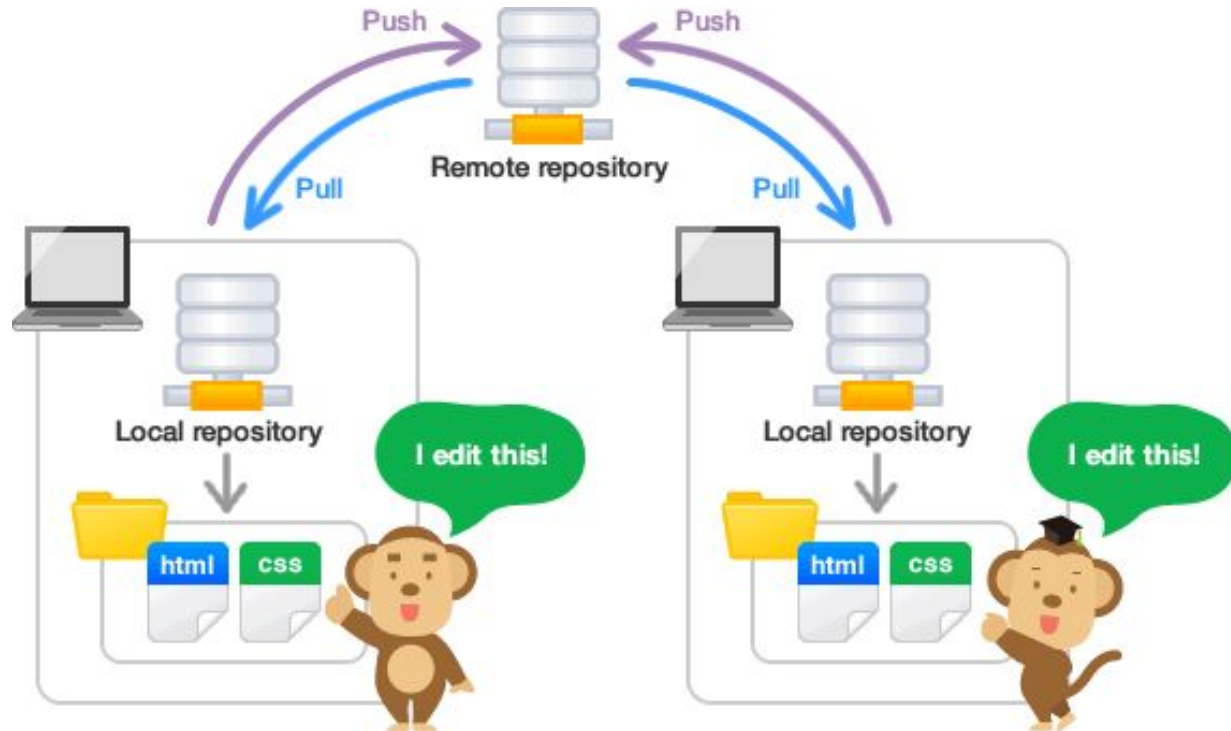 Push
Push
Remote repository
Pull
Pull
Local repository
I edit this!
html
css
Local repository
I edit this!
html
css